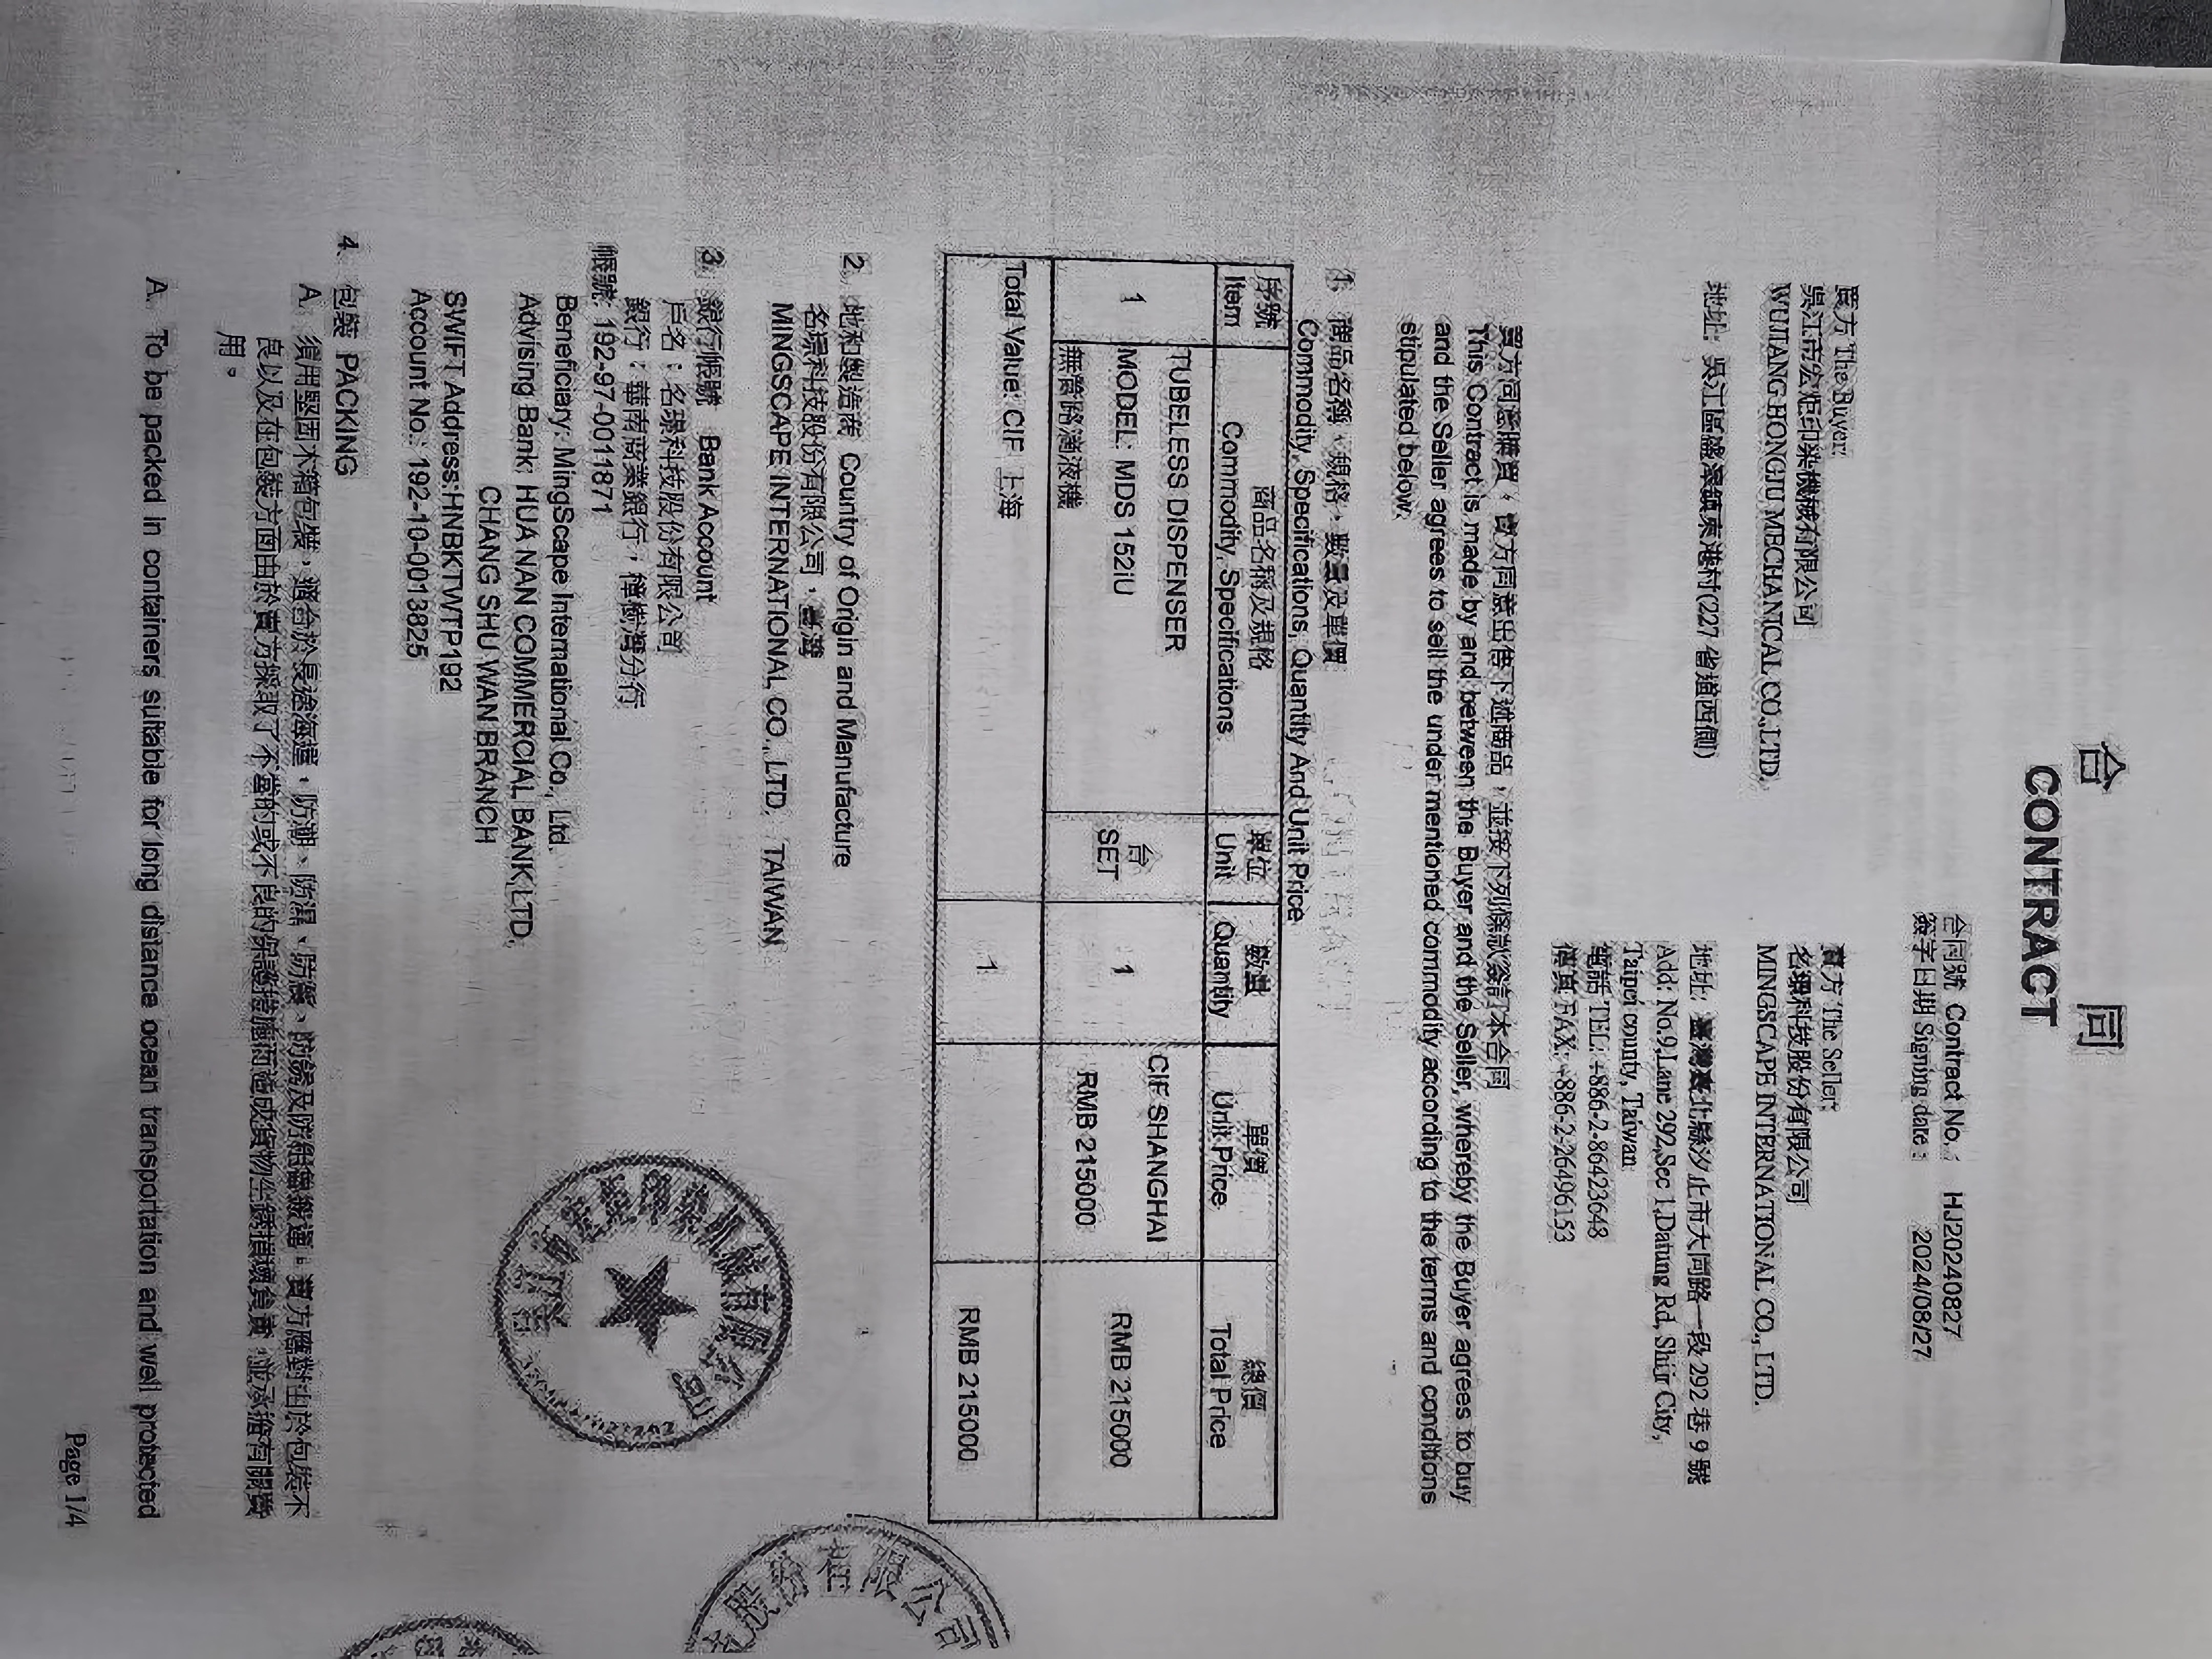 合 同
CONTRACT
合同號 Contract No.: HJ20240827
簽字日期 Signing date: 2024/08/27
買方 The Buyer:
吳江市宏炬印染機械有限公司
WUJIANG HONGJU MECHANICAL CO.,LTD.
地址: 吳江區盛澤鎮東港村(227 省道西側)
賣方 The Seller:
名璟科技股份有限公司
MINGSCAPE INTERNATIONAL CO., LTD.
地址: 臺灣臺北縣汐止市大同路一段 292 巷 9 號
Add: No.9,Lane 292,Sec 1,Datung Rd, Shijr City,
Taipei county, Taiwan
電話 TEL: +886-2-86423648
傳真 FAX: +886-2-26496153
買方同意購買,賣方同意出售下述商品,並按下列條款簽訂本合同
This Contract is made by and between the Buyer and the Seller, whereby the Buyer agrees to buy
and the Seller agrees to sell the under mentioned commodity according to the terms and conditions
stipulated below:
1. 商品名稱、規格、數量及單價
Commodity, Specifications, Quantity And Unit Price
序號 商品名稱及規格 單位 數量 單價 總價
Item Commodity, Specifications Unit Quantity Unit Price Total Price
1 TUBELESS DISPENSER
MODEL: MDS 152iU
無管路滴液機
台
SET
1
CIF SHANGHAI
RMB 215000
RMB 215000
Total Value: CIF 上海 1 RMB 215000
2. 地和製造商 Country of Origin and Manufacture
名璟科技股份有限公司,臺灣
MINGSCAPE INTERNATIONAL CO., LTD, TAIWAN
3. 銀行帳號 Bank Account
戶名:名璟科技股份有限公司
銀行:華南商業銀行,樟樹灣分行
帳號: 192-97-0011871
Beneficiary: MingScape International Co., Ltd.
Advising Bank: HUA NAN COMMERCIAL BANK,LTD.
CHANG SHU WAN BRANCH
SWIFT Address:HNBKTWTP192
Account No.: 192-10-0013825
4. 包裝 PACKING
A. 須用堅固木箱包裝,適合於長途海運,防潮、防濕、防震、防銹及防粗糙搬運。賣方應對由於包裝不
良以及在包裝方面由於賣方採取了不當的或不良的保護措施而造成貨物生銹損壞負責,並承擔有關費
用。
A. To be packed in containers suitable for long distance ocean transportation and well protected
Page 1/4
股份有限公司